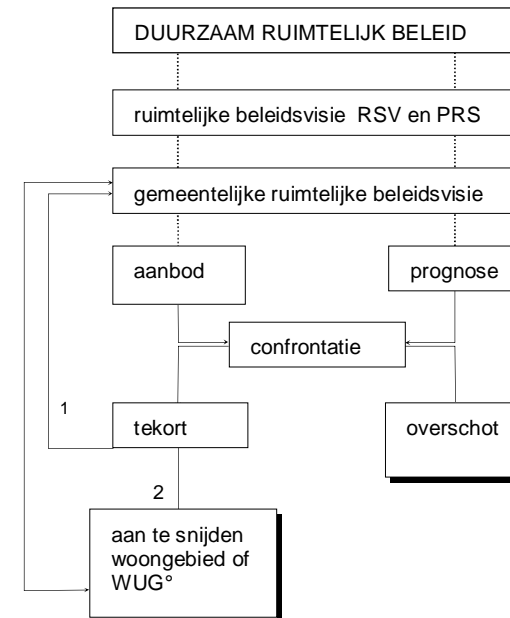 DUURZAAM RUIMTELIJK BELEID
ruimtelijke beleidsvisie RSV en PRS
gemeentelijke ruimtelijke beleidsvisie
aanbod
prognose
confrontatie
1
tekort
overschot
2
aan te snijden
woongebied of
WUG°